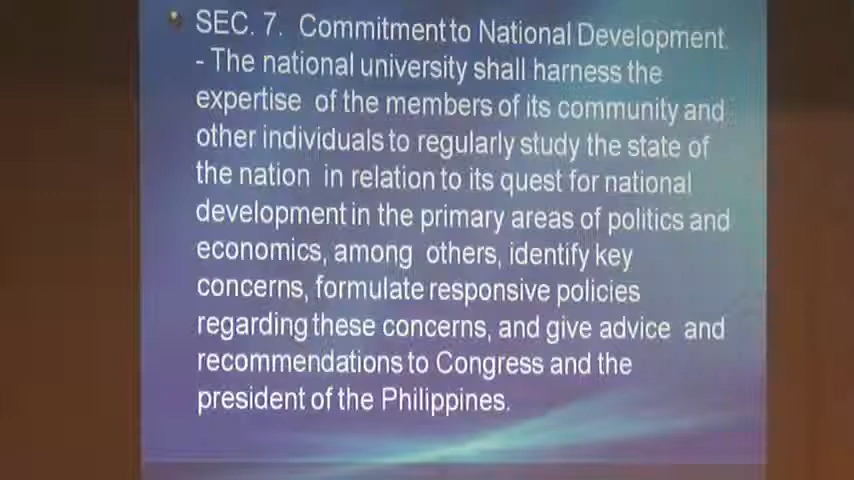 SEC. 7. Commitment to National Development.
- The national university shall harness the
expertise of the members of its community and
other individuals to regularly study the state of
the nation in relation to its quest for national
development in the primary areas of politics and
economics, among others, identify key
concerns, formulate responsive policies
regarding these concerns, and give advice and
recommendations to Congress and the
president of the Philippines.